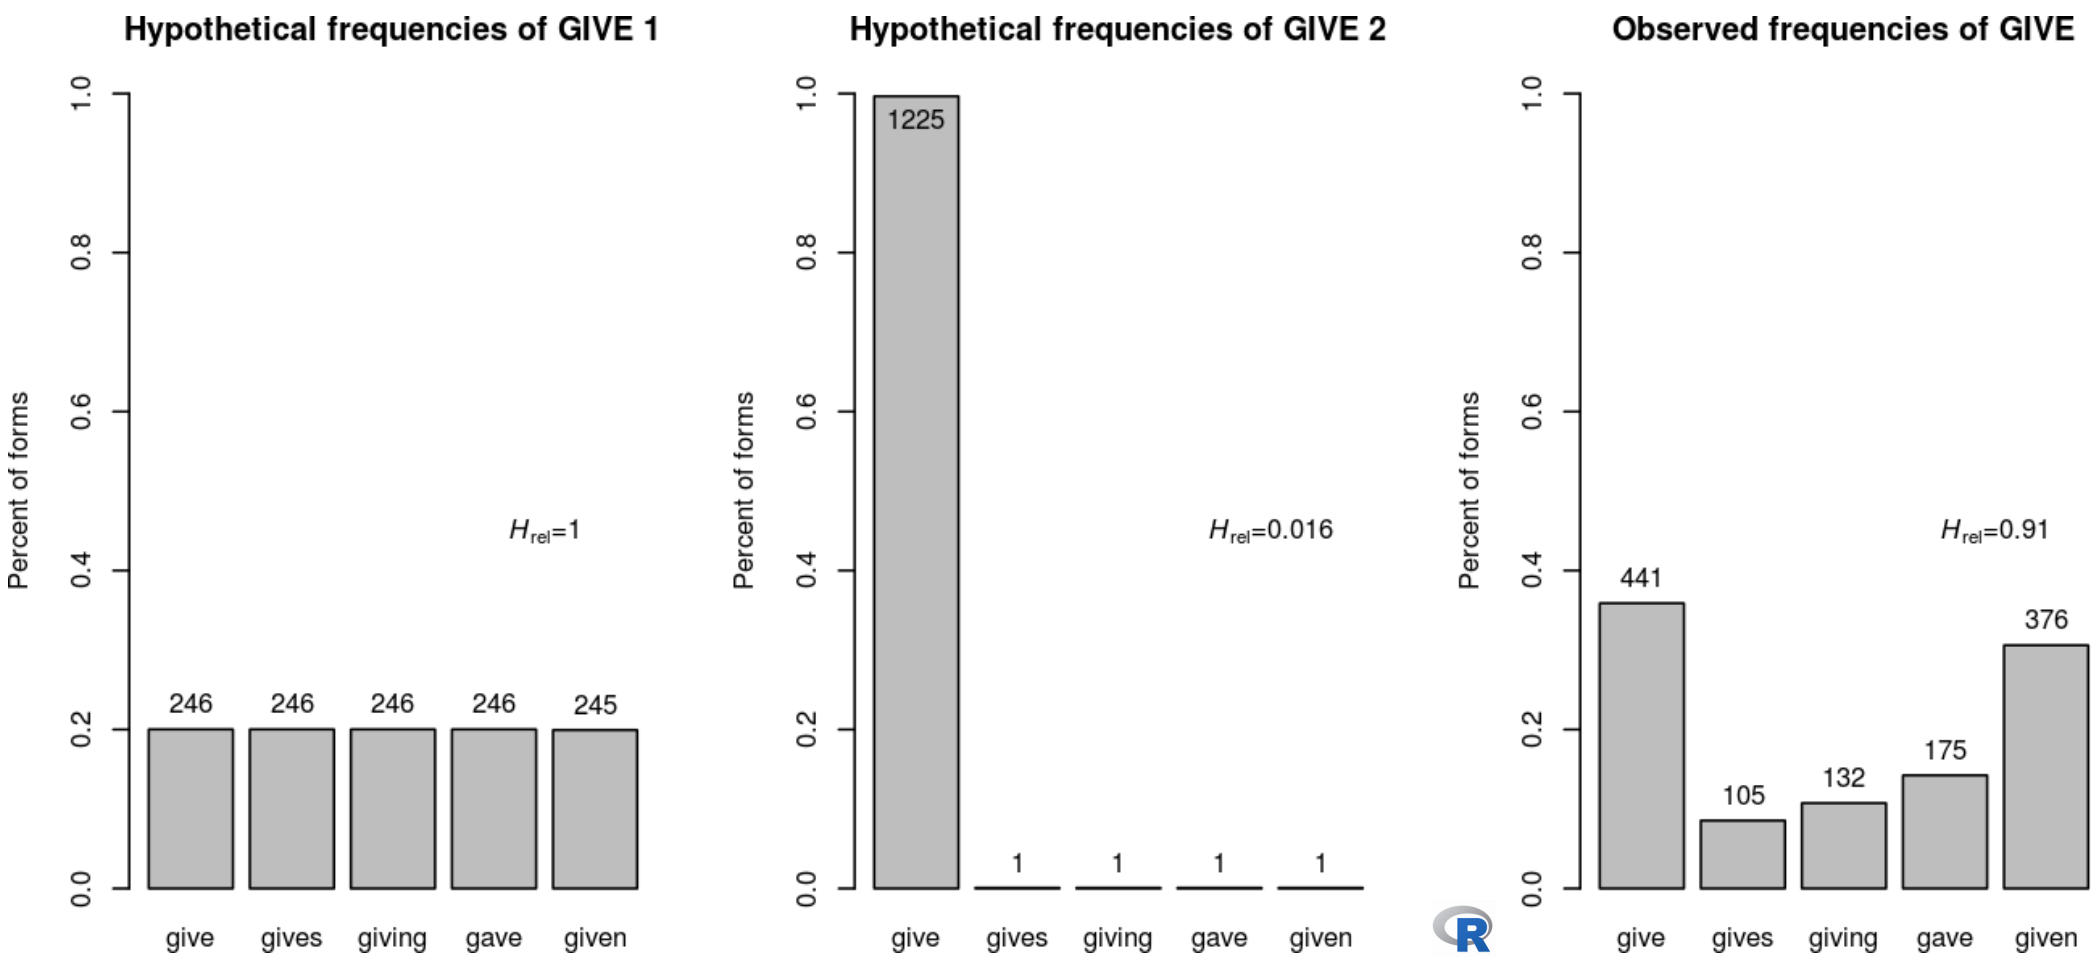 Hypothetical frequencies of GIVE 1
Percent of forms
1.0
0.8
0.6
0.4
0.2
0.0
Hrel=1
246 246 246 246 245
give gives giving gave given
Hypothetical frequencies of GIVE 2
Percent of forms
1.0
0.8
0.6
0.4
0.2
0.0
1225
Hrel=0.016
1 1 1 1
give gives giving gave given
R
Observed frequencies of GIVE
Percent of forms
1.0
0.8
0.6
0.4
0.2
0.0
Hrel=0.91
441 105 132 175 376
give gives giving gave given